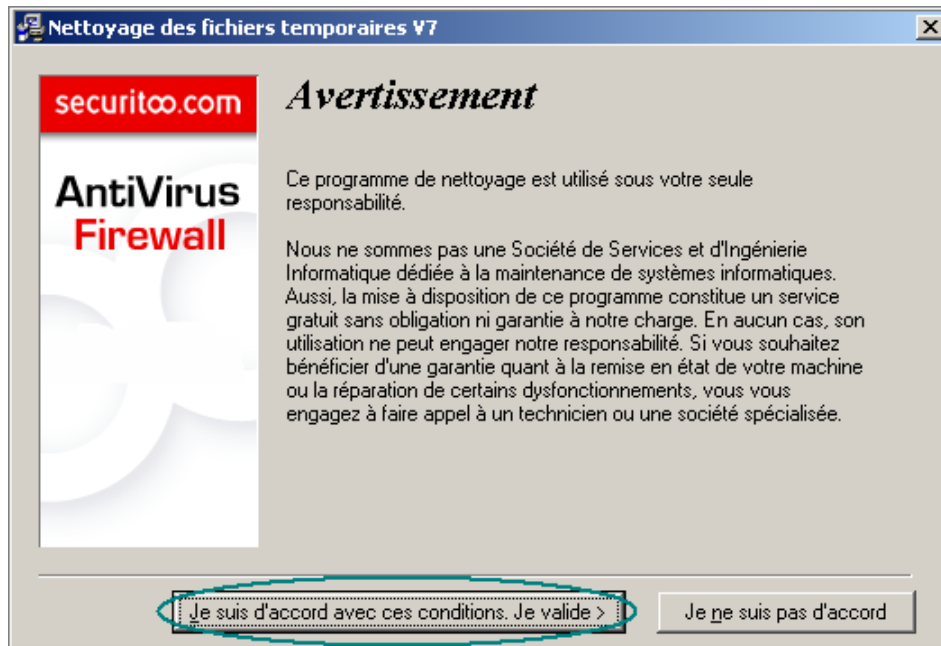 Nettoyage des fichiers temporaires V7
securitoo.com
AntiVirus
Firewall
Avertissement
Ce programme de nettoyage est utilisé sous votre seule
responsabilité.
Nous ne sommes pas une Société de Services et d'Ingénierie
Informatique dédiée à la maintenance de systèmes informatiques.
Aussi, la mise à disposition de ce programme constitue un service
gratuit sans obligation ni garantie à notre charge. En aucun cas, son
utilisation ne peut engager notre responsabilité. Si vous souhaitez
bénéficier d'une garantie quant à la remise en état de votre machine
ou la réparation de certains dysfonctionnements, vous vous
engagez à faire appel à un technicien ou une société spécialisée.
Je suis d'accord avec ces conditions. Je valide >
Je ne suis pas d'accord